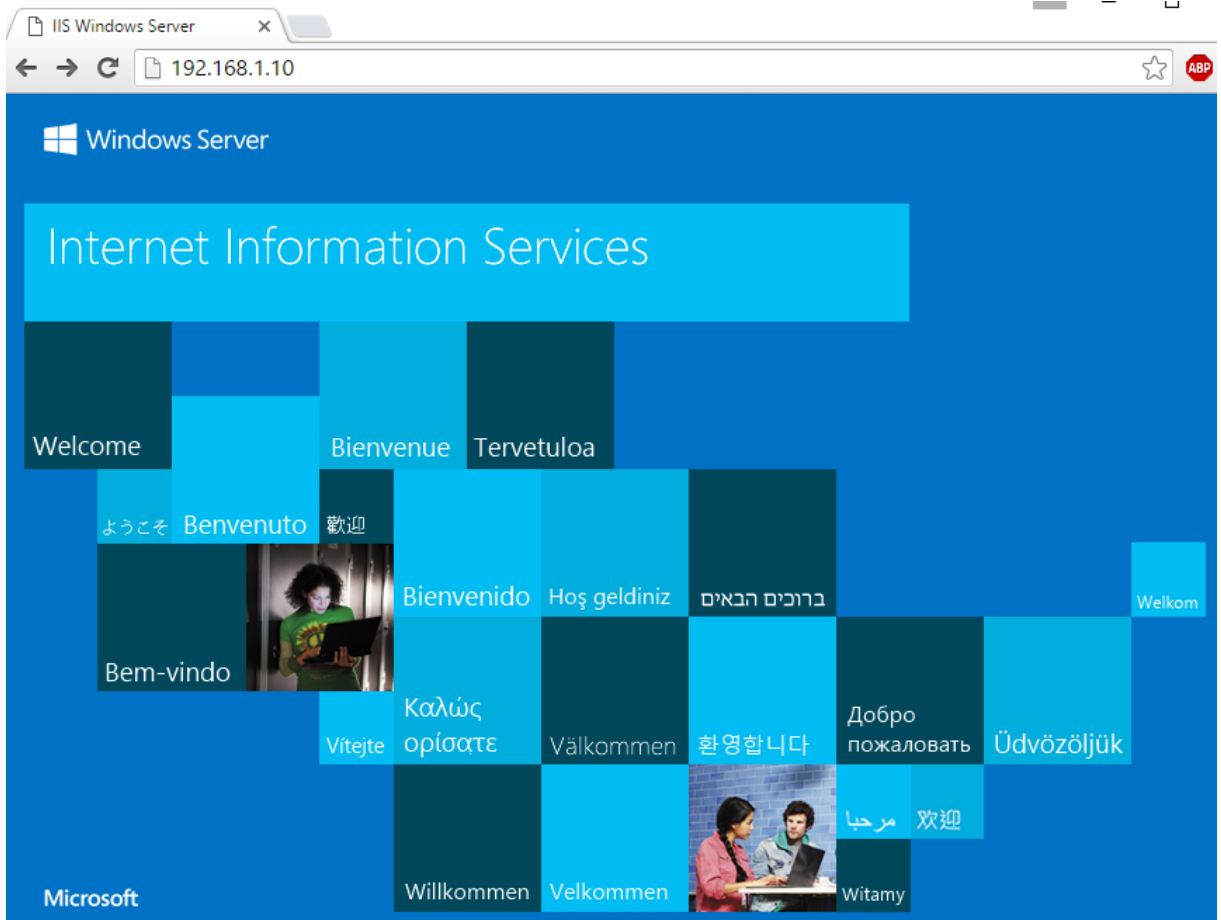 IIS Windows Server
192.168.1.10
ABP
Windows Server
Internet Information Services
Welcome
Bienvenue
Tervetuloa
ようこそ
Benvenuto
歡迎
Bienvenido
Hoş geldiniz
ברוכים הבאים
Welkom
Bem-vindo
Vítejte
Καλώς
ορίσατε
Välkommen
환영합니다
Добро
пожаловать
Üdvözöljük
مرحبا
欢迎
Willkommen
Velkommen
Witamy
Microsoft